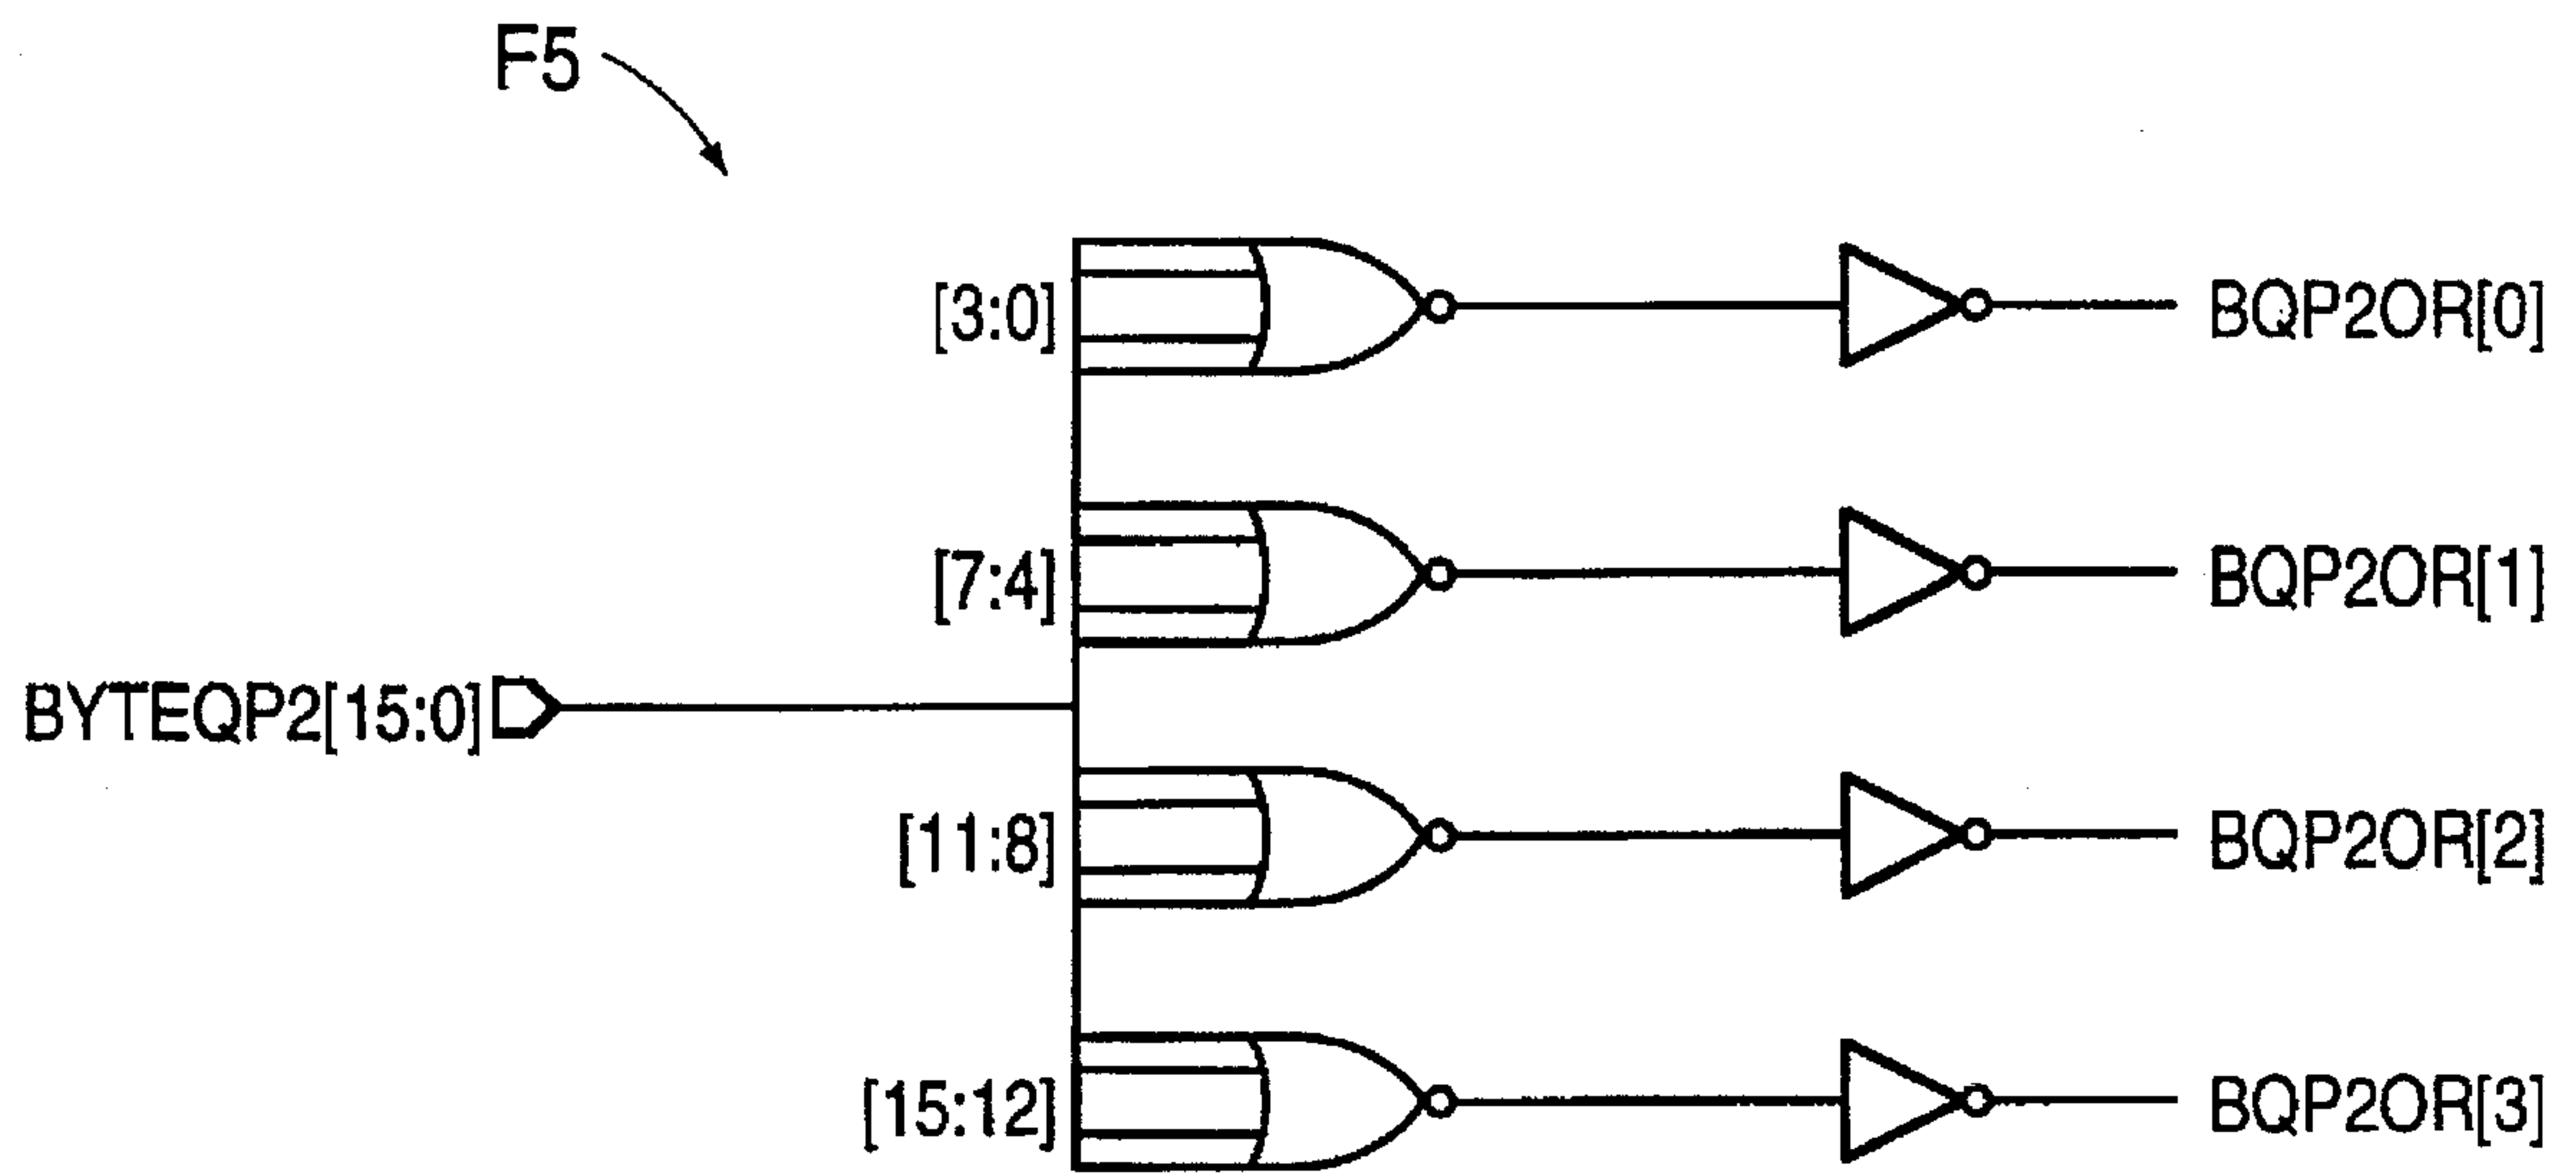 F5
[3:0]
BQP2OR[0]
[7:4]
BQP2OR[1]
BYTEQP2[15:0]
[11:8]
BQP2OR[2]
[15:12]
BQP2OR[3]